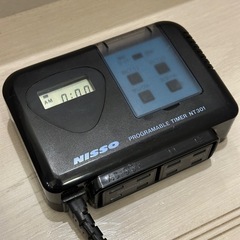 AM 0:00
NISSO
PROGRAMABLE TIMER NT301